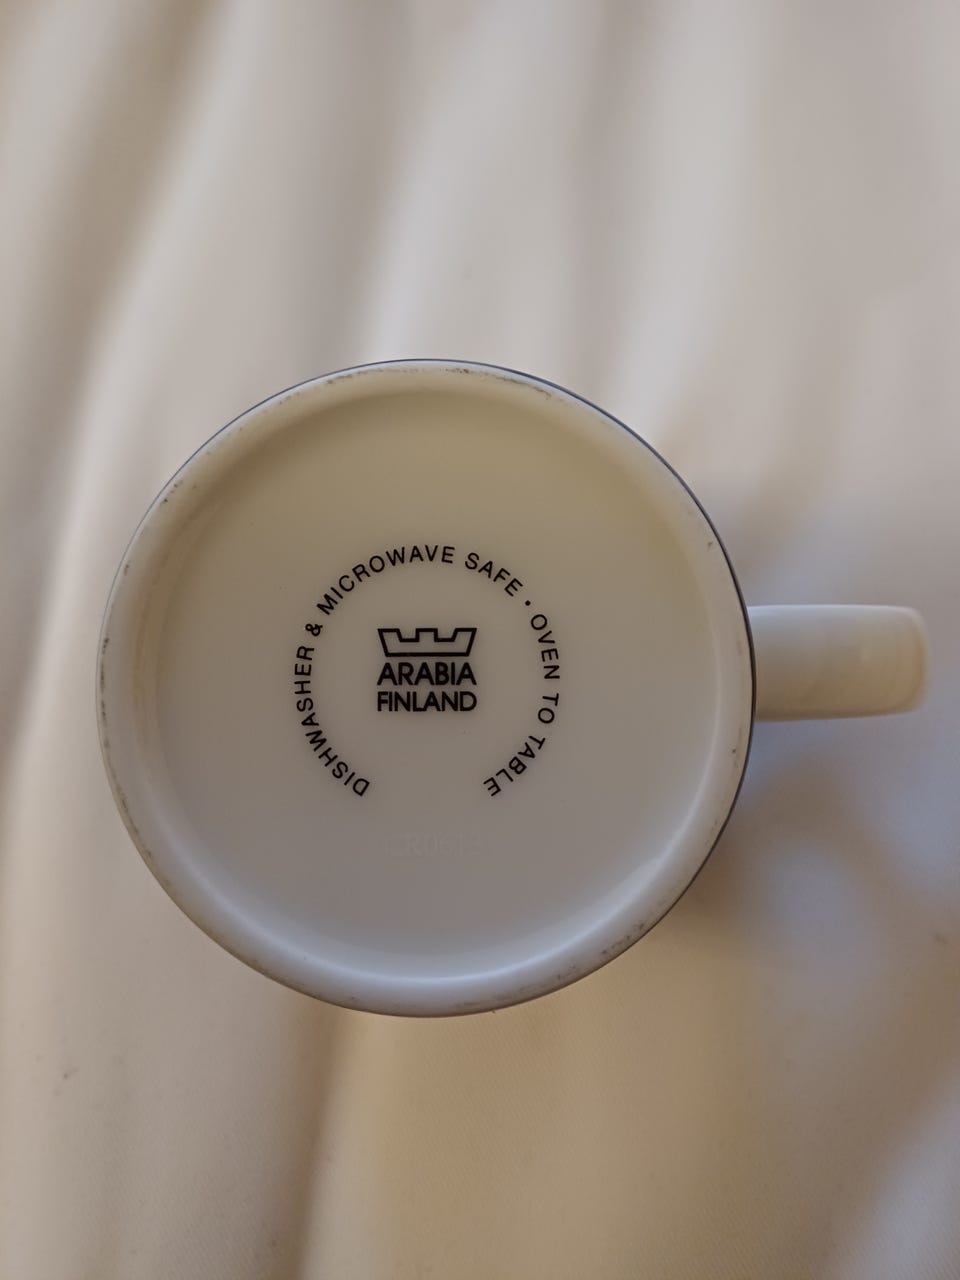 DISHWASHER & MICROWAVE SAFE · OVEN TO TABLE
ARABIA
FINLAND